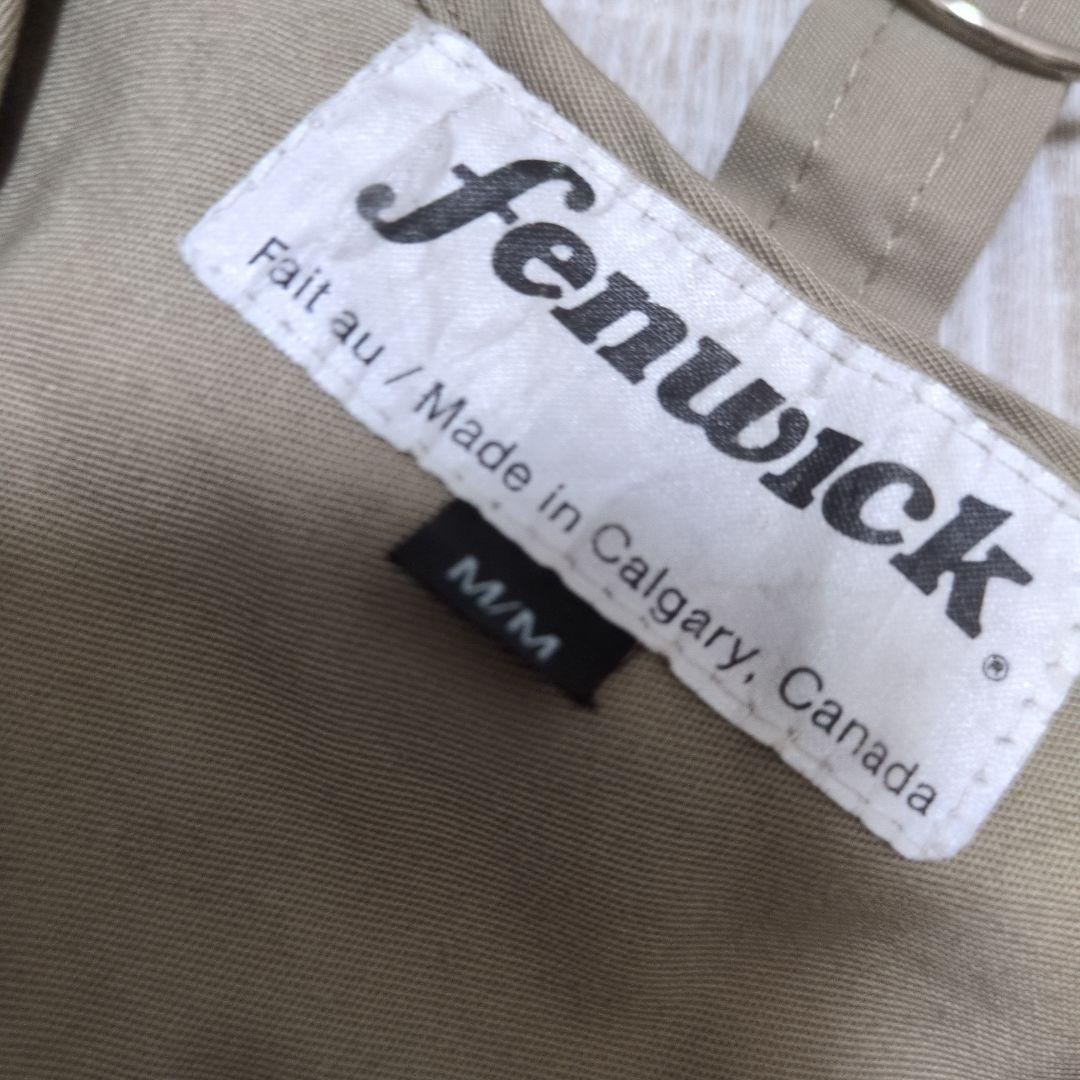 fenwick®
Fait au / Made in Calgary, Canada
M/M